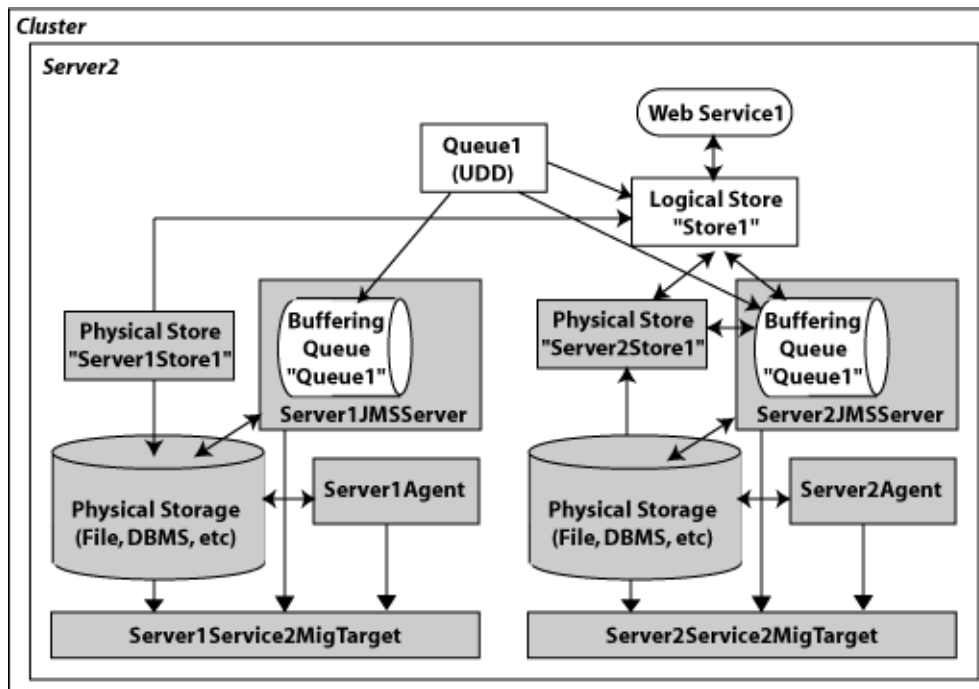 Cluster
Server2
Web Service1
Queue1
(UDD)
Logical Store
"Store1"
Physical Store
"Server1Store1"
Buffering
Queue
"Queue1"
Server1JMSServer
Physical Store
"Server2Store1"
Buffering
Queue
"Queue1"
Server2JMSServer
Physical Storage
(File, DBMS, etc)
Server1Agent
Physical Storage
(File, DBMS, etc)
Server2Agent
Server1Service2MigTarget
Server2Service2MigTarget